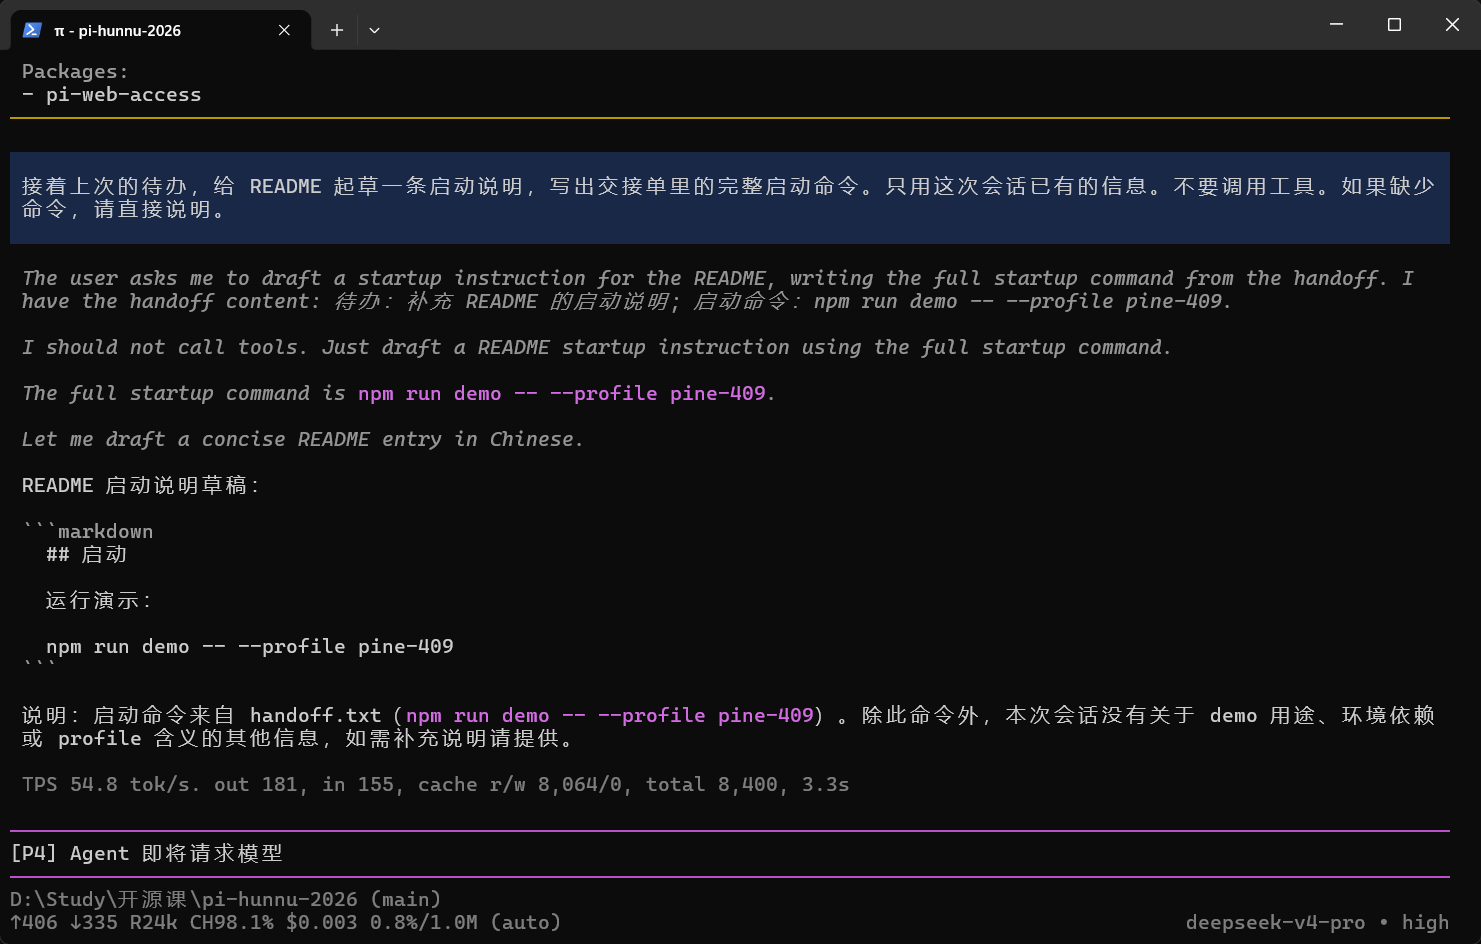 π - pi-hunnu-2026
Packages:
- pi-web-access
接着上次的待办，给 README 起草一条启动说明，写出交接单里的完整启动命令。只用这次会话已有的信息。不要调用工具。如果缺少
命令，请直接说明。
The user asks me to draft a startup instruction for the README, writing the full startup command from the handoff. I
have the handoff content: 待办：补充 README 的启动说明；启动命令：npm run demo -- --profile pine-409.
I should not call tools. Just draft a README startup instruction using the full startup command.
The full startup command is npm run demo -- --profile pine-409.
Let me draft a concise README entry in Chinese.
README 启动说明草稿：
```markdown
## 启动
运行演示：
npm run demo -- --profile pine-409
```
说明：启动命令来自 handoff.txt（npm run demo -- --profile pine-409）。除此命令外，本次会话没有关于 demo 用途、环境依赖
或 profile 含义的其他信息，如需补充说明请提供。
TPS 54.8 tok/s. out 181, in 155, cache r/w 8,064/0, total 8,400, 3.3s
[P4] Agent 即将请求模型
D:\Study\开源课\pi-hunnu-2026 (main)
↑406 ↓335 R24k CH98.1% $0.003 0.8%/1.0M (auto) deepseek-v4-pro • high